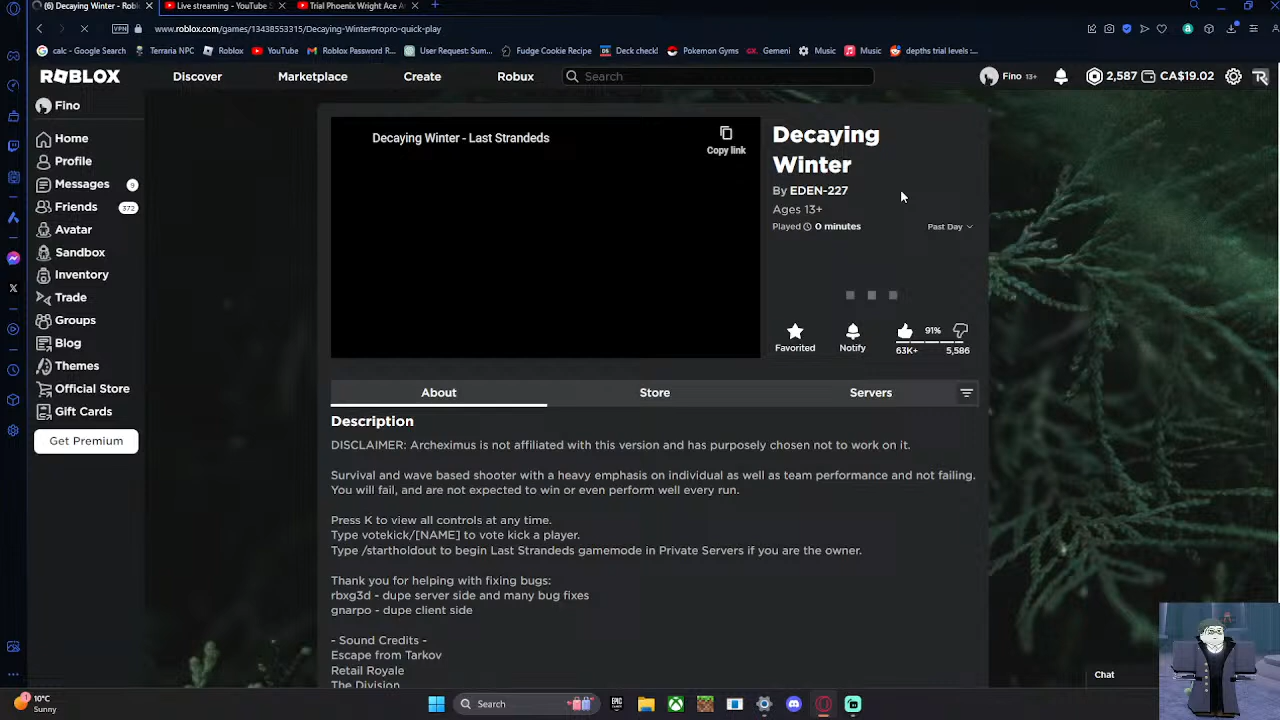 (6) Decaying Winter - Roblox
Live streaming - YouTube S
Trial Phoenix Wright Ace A
VPN
www.roblox.com/games/13438553315/Decaying-Winter#ropro-quick-play
calc - Google Search
Terraria NPC
Roblox
YouTube
Roblox Password R...
User Request: Sum...
Fudge Cookie Recipe
Deck check!
Pokemon Gyms
GX.
Gemeni
Music
Music
depths trial levels :...
ROBLOX
Discover
Marketplace
Create
Robux
Search
Fino 13+
2,587
CA$19.02
Fino
Home
Profile
Messages
9
Friends
372
Avatar
Sandbox
Inventory
Trade
Groups
Blog
Themes
Official Store
Gift Cards
Get Premium
Decaying Winter - Last Strandeds
Copy link
Decaying
Winter
By EDEN-227
Ages 13+
Played 0 minutes
Past Day
Favorited
Notify
91%
63K+
5,586
About
Store
Servers
Description
DISCLAIMER: Archeximus is not affiliated with this version and has purposely chosen not to work on it.
Survival and wave based shooter with a heavy emphasis on individual as well as team performance and not failing.
You will fail, and are not expected to win or even perform well every run.
Press K to view all controls at any time.
Type votekick/[NAME] to vote kick a player.
Type /startholdout to begin Last Strandeds gamemode in Private Servers if you are the owner.
Thank you for helping with fixing bugs:
rbxg3d - dupe server side and many bug fixes
gnarpo - dupe client side
- Sound Credits -
Escape from Tarkov
Retail Royale
The Division
Chat
1
10°C
Sunny
Search
EPIC